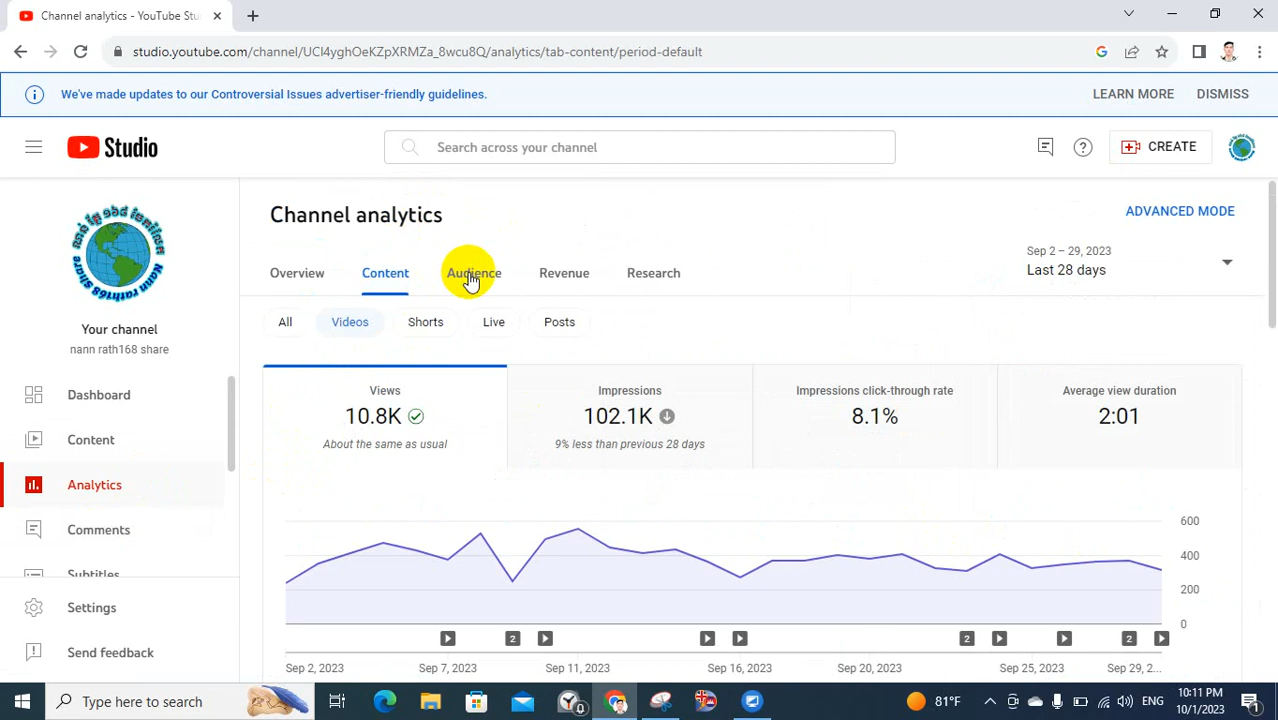 Channel analytics - YouTube Stu
studio.youtube.com/channel/UCl4yghOeKZpXRMZa_8wcu8Q/analytics/tab-content/period-default
We've made updates to our Controversial Issues advertiser-friendly guidelines.
LEARN MORE
DISMISS
Studio
Search across your channel
CREATE
Nann rath168 share
Your channel
nann rath168 share
Dashboard
Content
Analytics
Comments
Subtitles
Settings
Send feedback
Channel analytics
ADVANCED MODE
Overview
Content
Audience
Revenue
Research
Sep 2 – 29, 2023
Last 28 days
All
Videos
Shorts
Live
Posts
Views
10.8K
About the same as usual
Impressions
102.1K
9% less than previous 28 days
Impressions click-through rate
8.1%
Average view duration
2:01
600
400
200
0
2
2
2
Sep 2, 2023
Sep 7, 2023
Sep 11, 2023
Sep 16, 2023
Sep 20, 2023
Sep 25, 2023
Sep 29, 2...
Type here to search
0
81°F
ENG
10:11 PM
10/1/2023
1